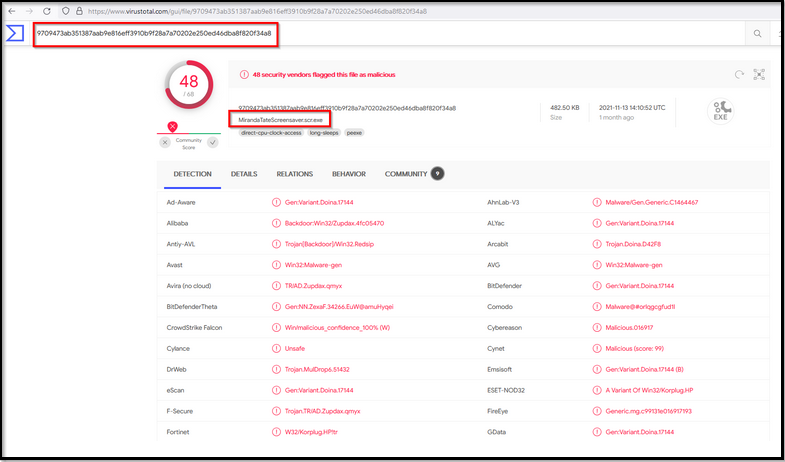 https://www.virustotal.com/gui/file/9709473ab351387aab9e816eff3910b9f28a7a70202e250ed46dba8f820f34a8
9709473ab351387aab9e816eff3910b9f28a7a70202e250ed46dba8f820f34a8
48
/ 68
Community
Score
48 security vendors flagged this file as malicious
9709473ab351387aab9e816eff3910b9f28a7a70202e250ed46dba8f820f34a8
MirandaTateScreensaver.scr.exe
direct-cpu-clock-access long-sleeps peexe
482.50 KB
Size
2021-11-13 14:10:52 UTC
1 month ago
EXE
DETECTION DETAILS RELATIONS BEHAVIOR COMMUNITY 9
Ad-Aware Gen:Variant.Doina.17144 AhnLab-V3 Malware/Gen.Generic.C1464467
Alibaba Backdoor:Win32/Zupdax.4fc05470 ALYac Gen:Variant.Doina.17144
Antiy-AVL Trojan[Backdoor]/Win32.Redsip Arcabit Trojan.Doina.D42F8
Avast Win32:Malware-gen AVG Win32:Malware-gen
Avira (no cloud) TR/AD.Zupdax.qmyx BitDefender Gen:Variant.Doina.17144
BitDefenderTheta Gen:NN.ZexaF.34266.EuW@amuHyqei Comodo Malware@#orlqgcgfud1l
CrowdStrike Falcon Win/malicious_confidence_100% (W) Cybereason Malicious.016917
Cylance Unsafe Cynet Malicious (score: 99)
DrWeb Trojan.MulDrop6.51432 Emsisoft Gen:Variant.Doina.17144 (B)
eScan Gen:Variant.Doina.17144 ESET-NOD32 A Variant Of Win32/Korplug.HP
F-Secure Trojan.TR/AD.Zupdax.qmyx FireEye Generic.mg.c99131e016917193
Fortinet W32/Korplug.HP!tr GData Gen:Variant.Doina.17144